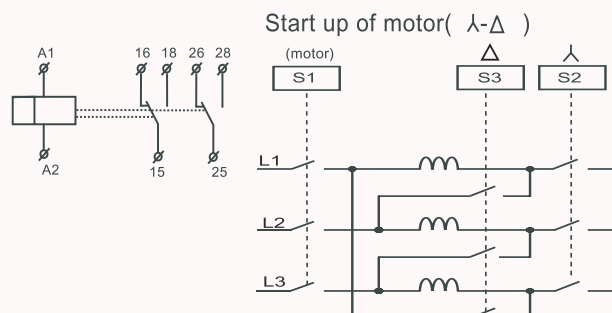 Start up of motor( ⅄-Δ )
A1
16 18 26 28
A2
15 25
(motor) Δ ⅄
S1 S3 S2
L1
L2
L3